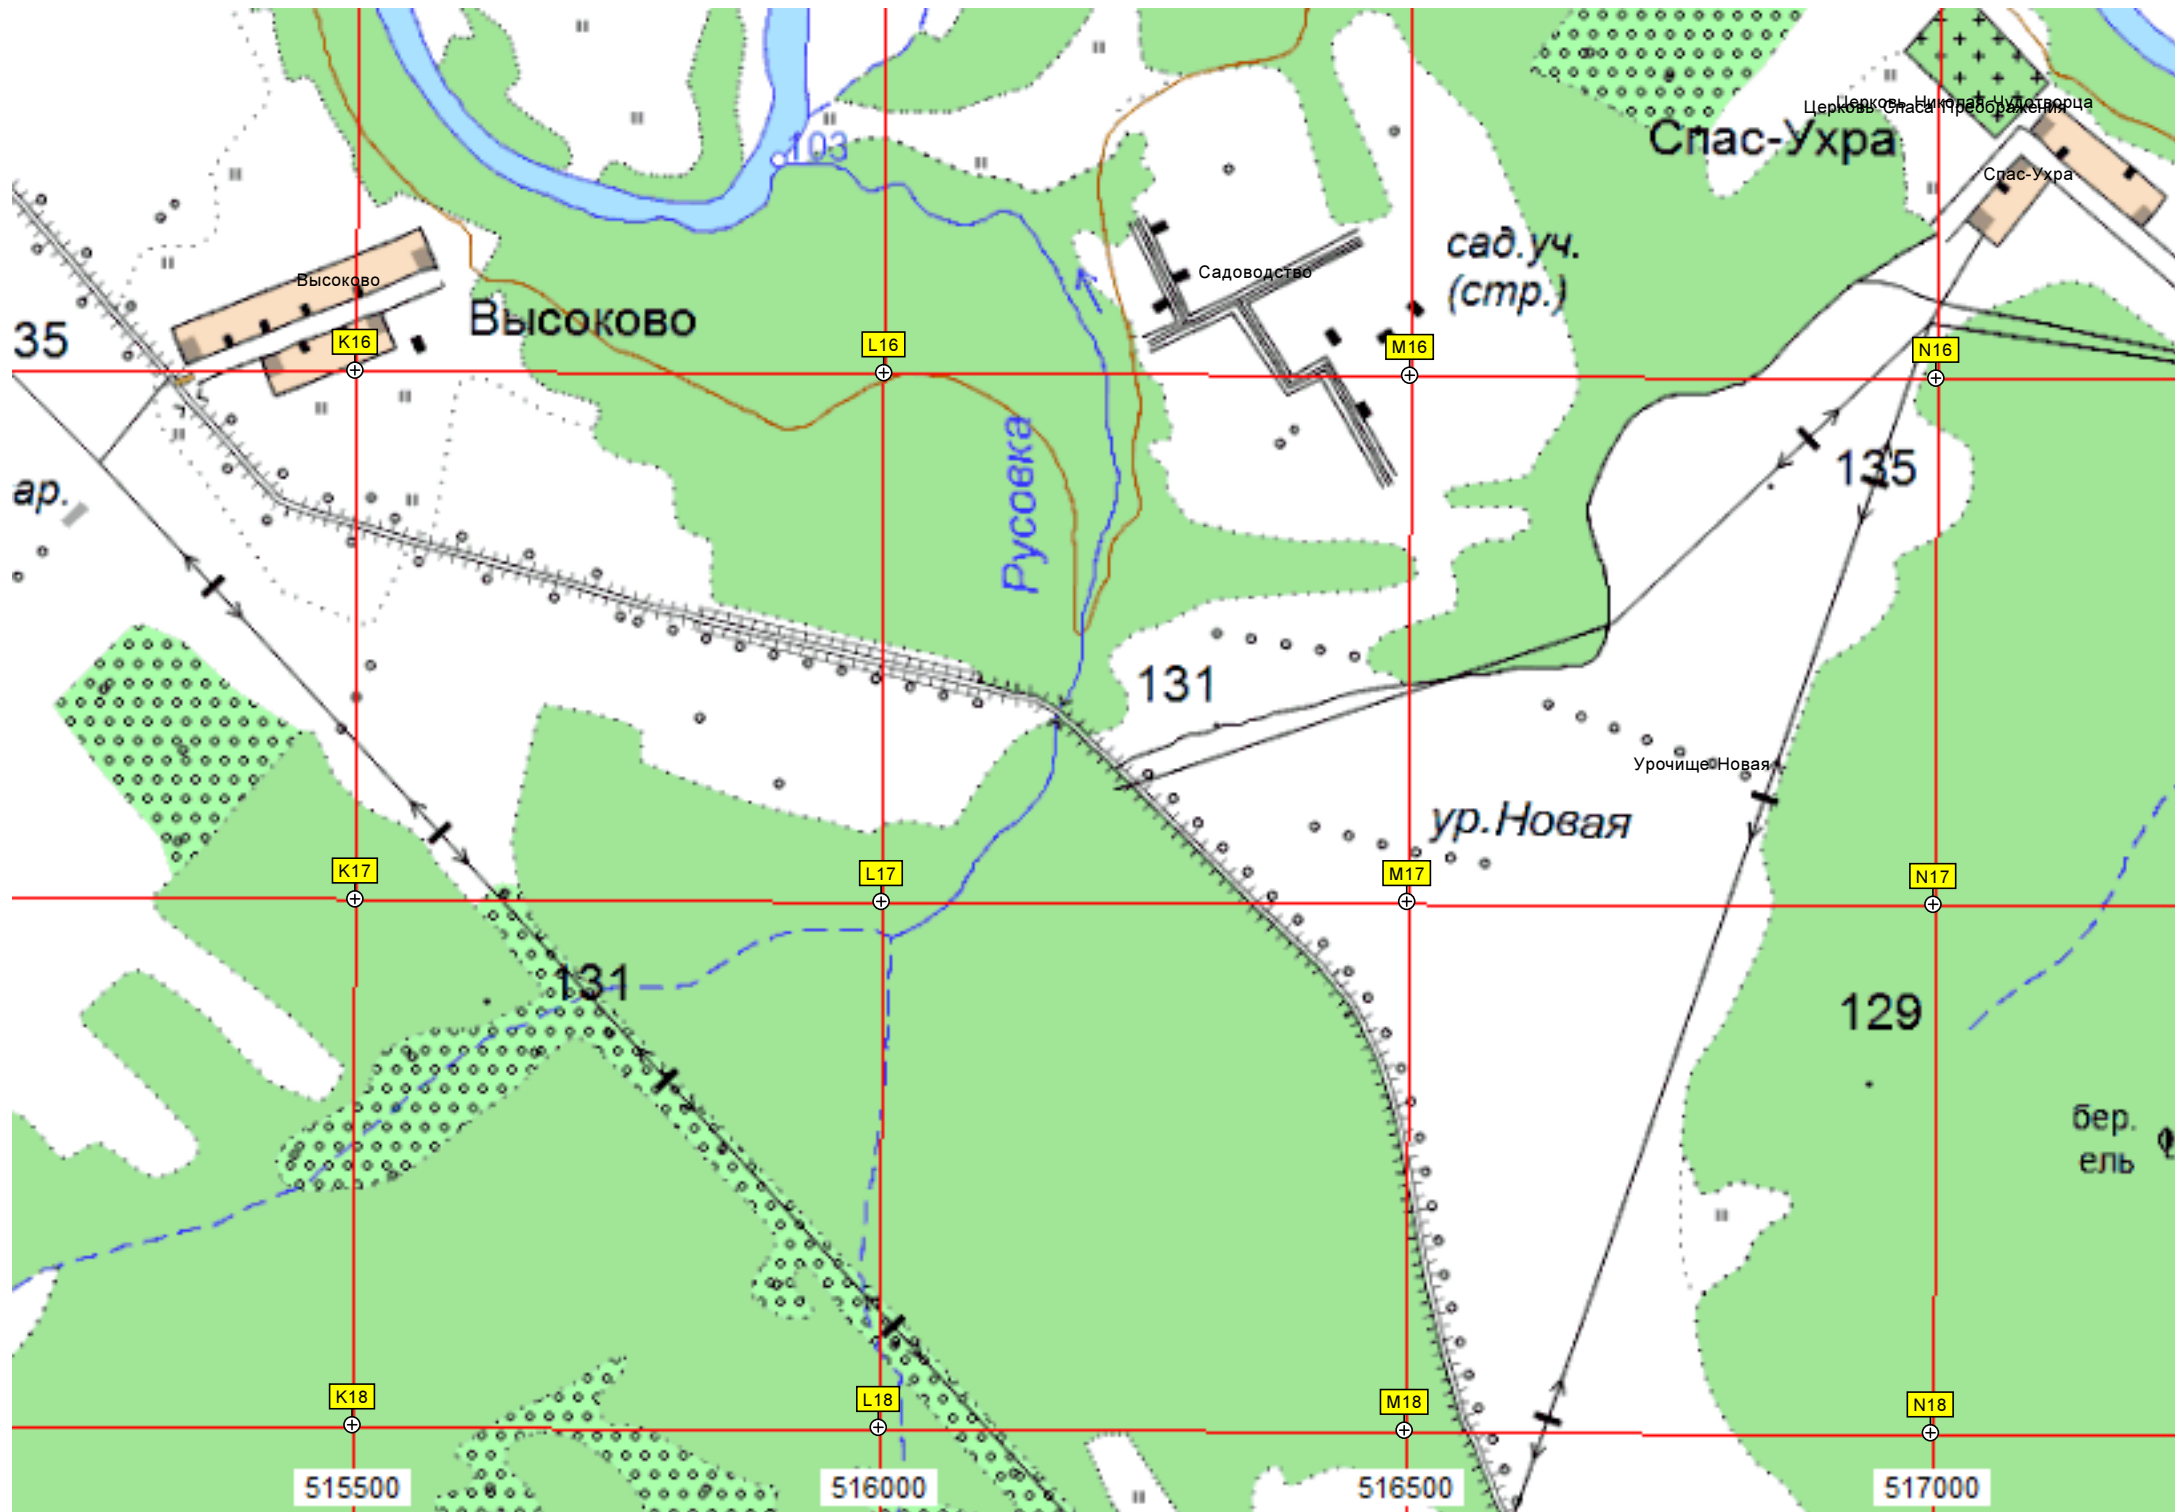 Церковь Николая Чудотворца
Церковь Спаса Преображения
Спас-Ухра
103
Спас-Ухра
сад.уч.
(стр.)
Садоводство
Высоково
Высоково
35
K16
L16
M16
N16
Русовка
135
ар.
131
Урочище Новая
ур.Новая
K17
L17
M17
N17
131
129
бер.
ель
K18
L18
M18
N18
515500
516000
516500
517000